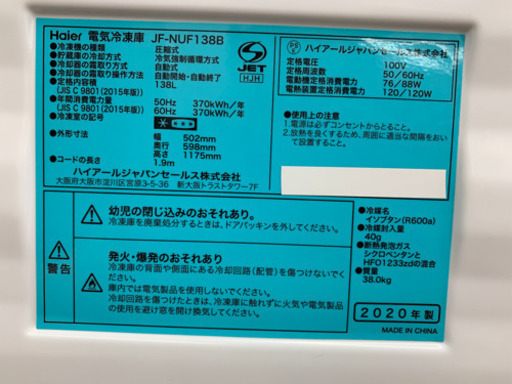 Haier 電気冷凍庫 JF-NUF138B
●冷凍機の種類 圧縮式
●貯蔵庫の冷却方式 冷気強制循環方式
●冷却器の霜取り方式 自動式
●冷却器の霜取り操作方法 自動開始・自動終了
●定格内容積 138L
(JIS C 9801(2015年版))
●年間消費電力量 50Hz 370kWh/年
(JIS C 9801(2015年版)) 60Hz 370kWh/年
●冷凍室の記号
●外形寸法 幅 502mm
奥行 598mm
高さ 1175mm
●コードの長さ 1.9m
ハイアールジャパンセールス株式会社
大阪府大阪市淀川区宮原3-5-36 新大阪トラストタワー7F
JET
HJH
PS
E
ハイアールジャパンセールス株式会社
定格電圧 100V
定格周波数 50/60Hz
電動機定格消費電力 76/88W
電熱装置定格消費電力 120/120W
●使用上の注意
1.電源は必ずコンセントからとること。
2.放熱を良くするため、周囲に適当な間隔をおいて設置すること。
警告
幼児の閉じ込めのおそれあり。
冷凍庫を廃棄処分するときは、ドアパッキンを外してください。
発火・爆発のおそれあり。
冷凍庫の背面や側面にある冷却回路(配管)を傷つけないでください。
庫内では電気製品を使用しないでください。
冷却回路を傷つけたときは、冷凍庫に触れずに火気や電気製品の使用を避け窓を開け換気してください。
●冷媒名
イソブタン(R600a)
●冷媒封入量
40g
●断熱発泡ガス
シクロペンタンと
HFO1233zdの混合
●質量
38.0kg
2020年製
MADE IN CHINA